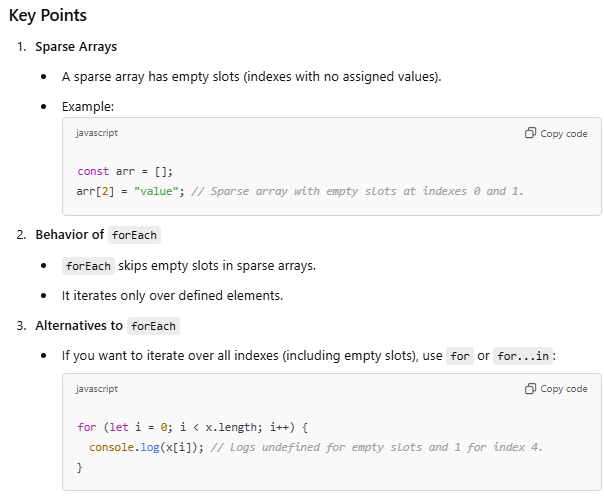 Key Points
1. Sparse Arrays
• A sparse array has empty slots (indexes with no assigned values).
• Example:
javascript Copy code
const arr = [];
arr[2] = "value"; // Sparse array with empty slots at indexes 0 and 1.
2. Behavior of forEach
• forEach skips empty slots in sparse arrays.
• It iterates only over defined elements.
3. Alternatives to forEach
• If you want to iterate over all indexes (including empty slots), use for or for...in:
javascript Copy code
for (let i = 0; i < x.length; i++) {
  console.log(x[i]); // Logs undefined for empty slots and 1 for index 4.
}